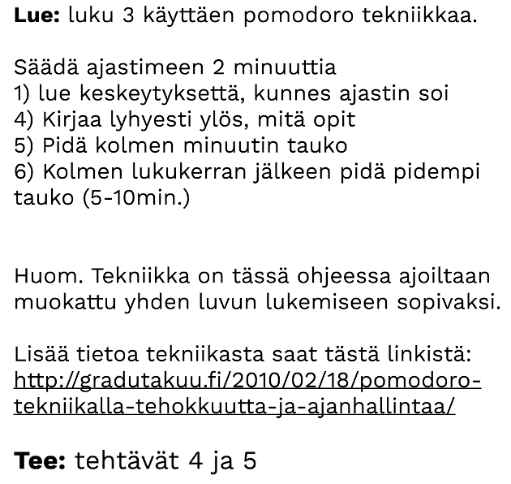 Lue: luku 3 käyttäen pomodoro tekniikkaa.
Säädä ajastimeen 2 minuuttia
1) lue keskeytyksettä, kunnes ajastin soi
4) Kirjaa lyhyesti ylös, mitä opit
5) Pidä kolmen minuutin tauko
6) Kolmen lukukerran jälkeen pidä pidempi
tauko (5-10min.)
Huom. Tekniikka on tässä ohjeessa ajoiltaan
muokattu yhden luvun lukemiseen sopivaksi.
Lisää tietoa tekniikasta saat tästä linkistä:
http://gradutakuu.fi/2010/02/18/pomodoro-
tekniikalla-tehokkuutta-ja-ajanhallintaa/
Tee: tehtävät 4 ja 5